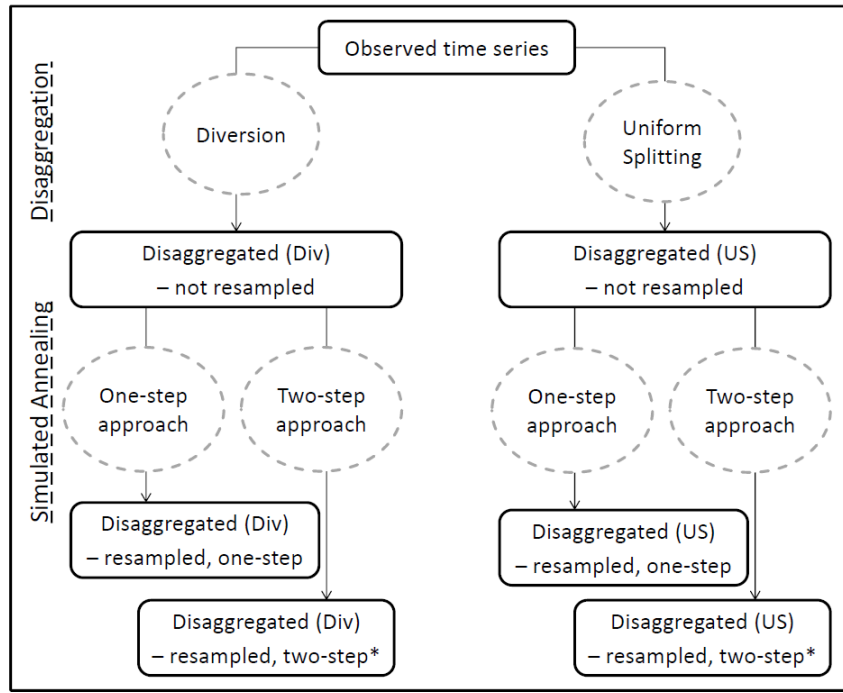 Observed time series
Disaggregation
Diversion
Uniform
Splitting
Disaggregated (Div)
– not resampled
Disaggregated (US)
– not resampled
Simulated Annealing
One-step
approach
Two-step
approach
One-step
approach
Two-step
approach
Disaggregated (Div)
– resampled, one-step
Disaggregated (US)
– resampled, one-step
Disaggregated (Div)
– resampled, two-step*
Disaggregated (US)
– resampled, two-step*